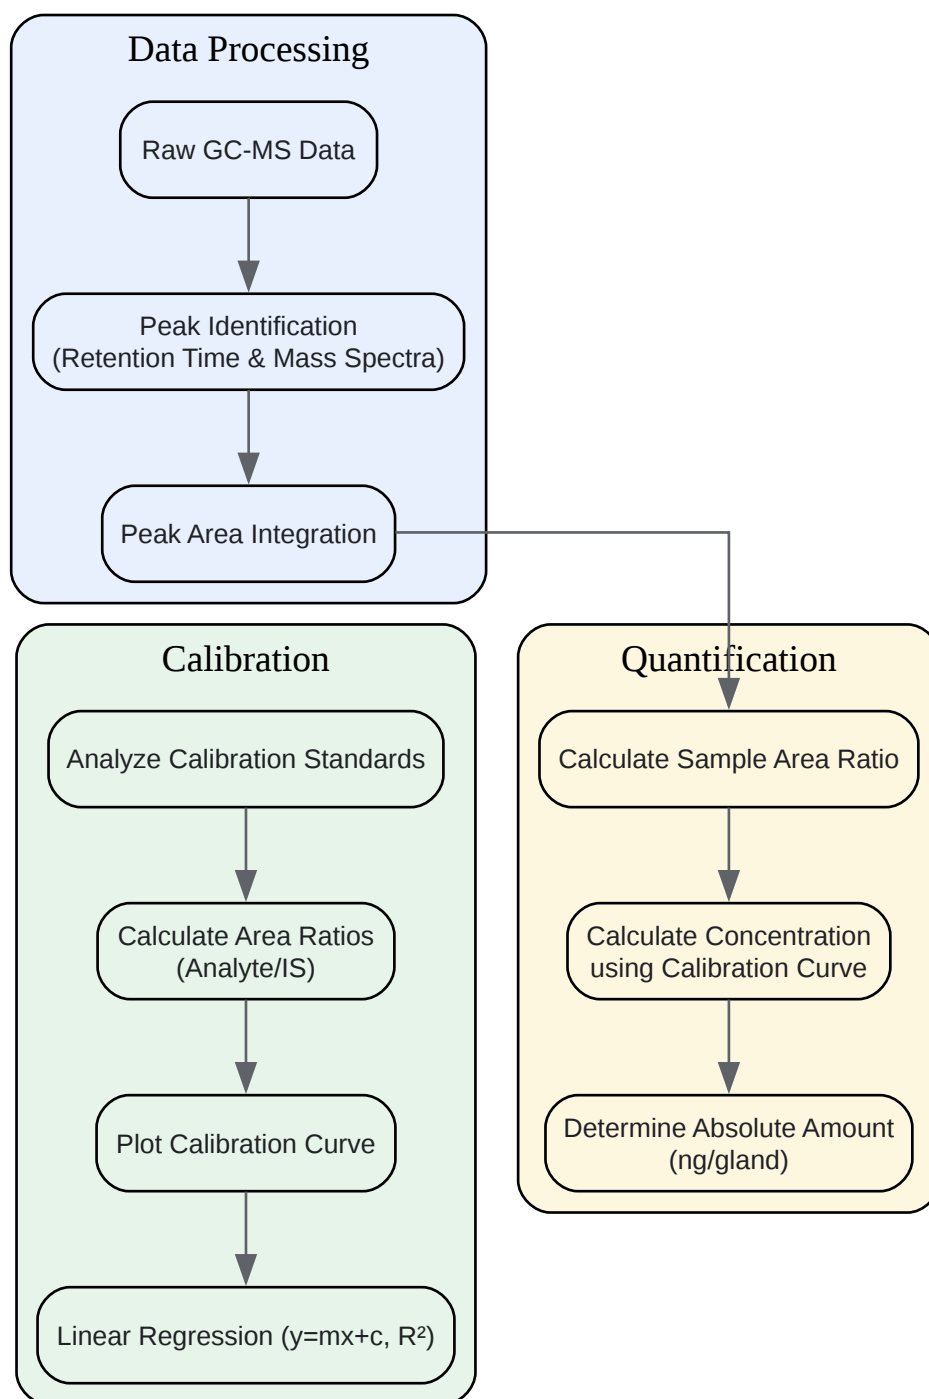 Data Processing
Raw GC-MS Data
Peak Identification
(Retention Time & Mass Spectra)
Peak Area Integration
Calibration
Analyze Calibration Standards
Calculate Area Ratios
(Analyte/IS)
Plot Calibration Curve
Linear Regression (y=mx+c, R²)
Quantification
Calculate Sample Area Ratio
Calculate Concentration
using Calibration Curve
Determine Absolute Amount
(ng/gland)